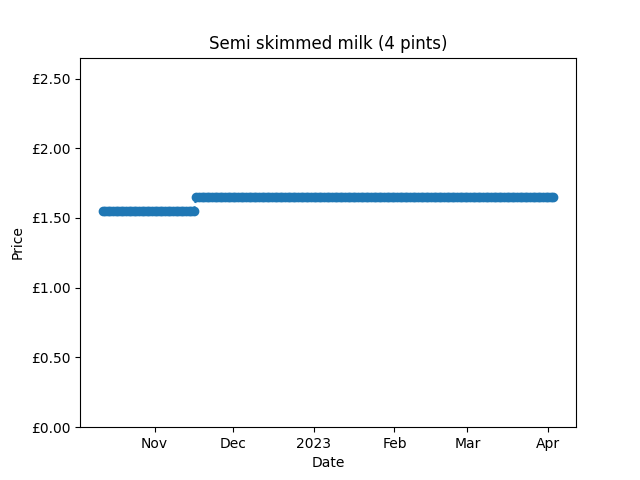 Semi skimmed milk (4 pints)
£2.50
£2.00
£1.50
£1.00
£0.50
£0.00
Price
Nov Dec 2023 Feb Mar Apr
Date